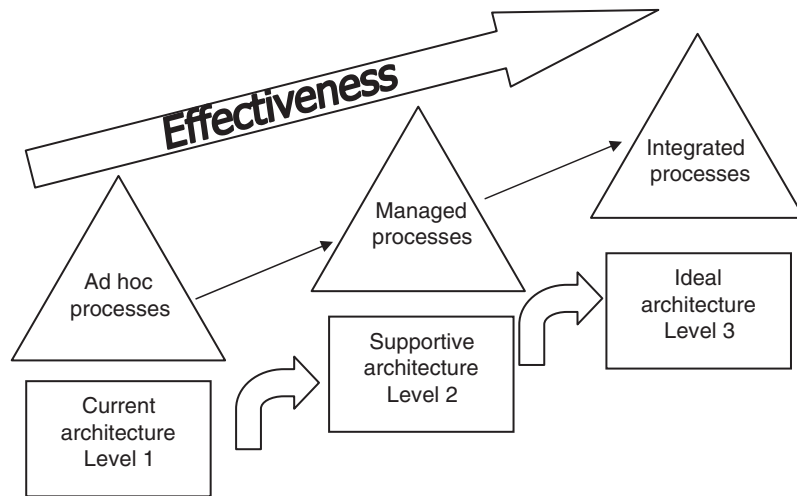 Effectiveness
Ad hoc
processes
Managed
processes
Integrated
processes
Current
architecture
Level 1
Supportive
architecture
Level 2
Ideal
architecture
Level 3